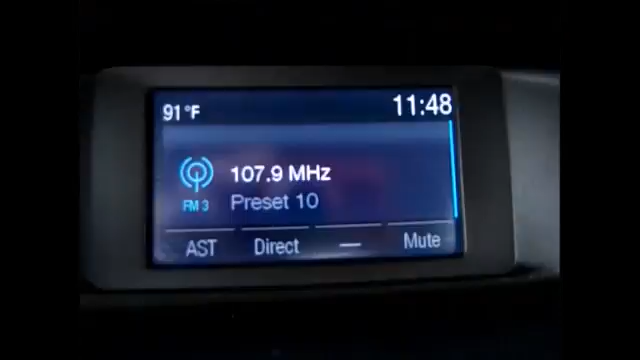 91°F 11:48
107.9 MHz
FM 3 Preset 10
AST Direct — Mute